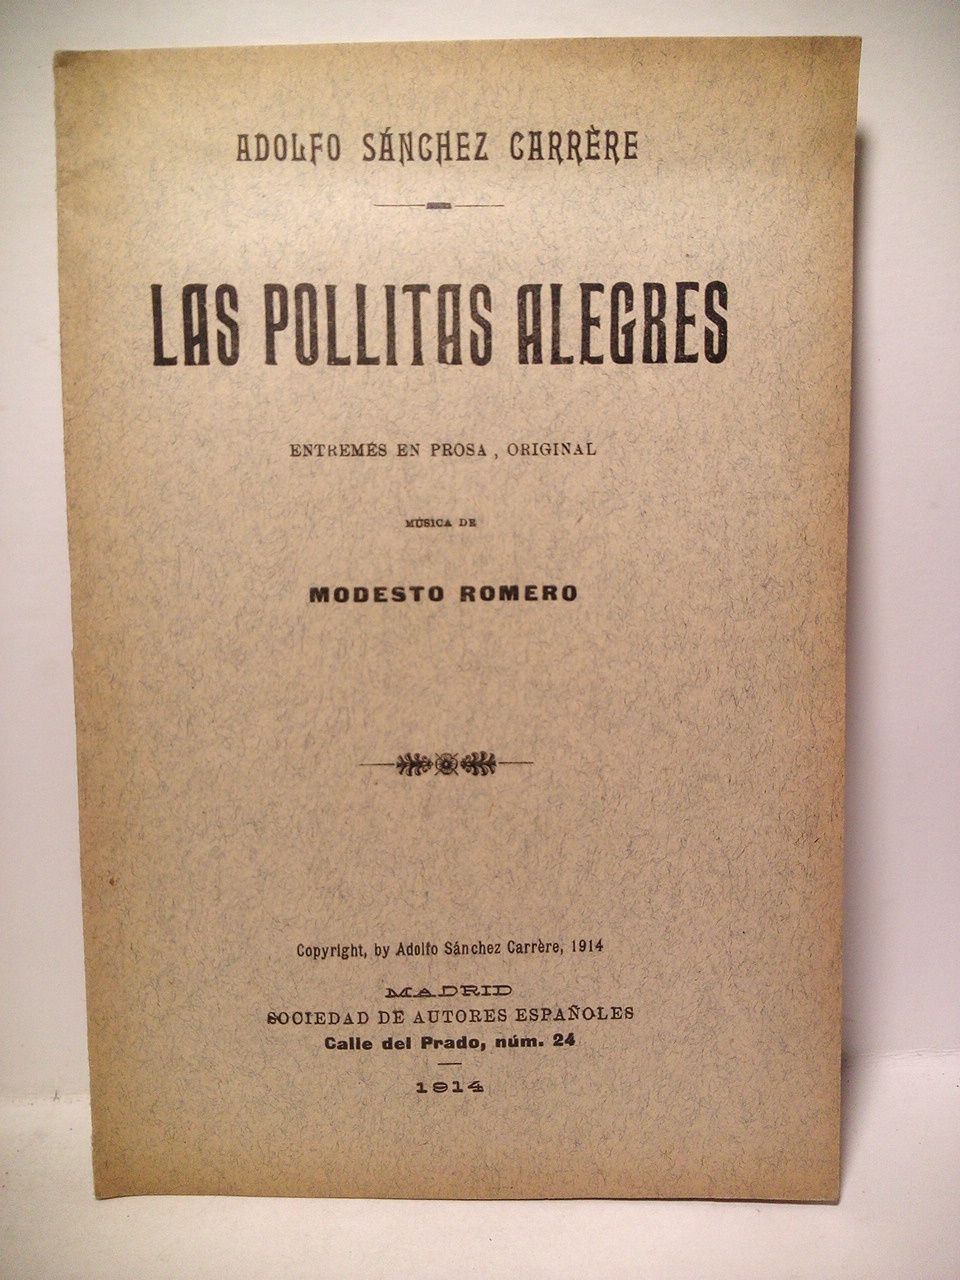 ADOLFO SÁNCHEZ CARRÈRE
LAS POLLITAS ALEGRES
ENTREMÉS EN PROSA, ORIGINAL
MÚSICA DE
MODESTO ROMERO
Copyright, by Adolfo Sánchez Carrère, 1914
MADRID
SOCIEDAD DE AUTORES ESPAÑOLES
Calle del Prado, núm. 24
1914